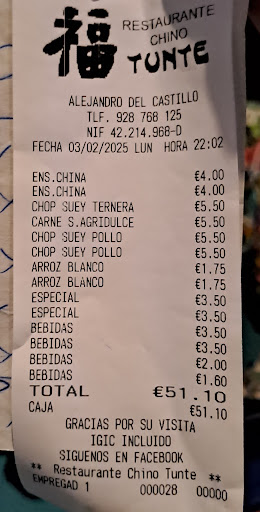 福
RESTAURANTE
CHINO
TUNTE
ALEJANDRO DEL CASTILLO
TLF. 928 768 125
NIF 42.214.968-D
FECHA 03/02/2025 LUN HORA 22:02
ENS.CHINA €4.00
ENS.CHINA €4.00
CHOP SUEY TERNERA €5.50
CARNE S.AGRIDULCE €5.50
CHOP SUEY POLLO €5.50
CHOP SUEY POLLO €5.50
ARROZ BLANCO €1.75
ARROZ BLANCO €1.75
ESPECIAL €3.50
ESPECIAL €3.50
BEBIDAS €3.50
BEBIDAS €3.50
BEBIDAS €2.00
BEBIDAS €1.60
TOTAL €51.10
CAJA €51.10
GRACIAS POR SU VISITA
IGIC INCLUIDO
SIGUENOS EN FACEBOOK
** Restaurante Chino Tunte **
EMPREGAD 1 000028 00000